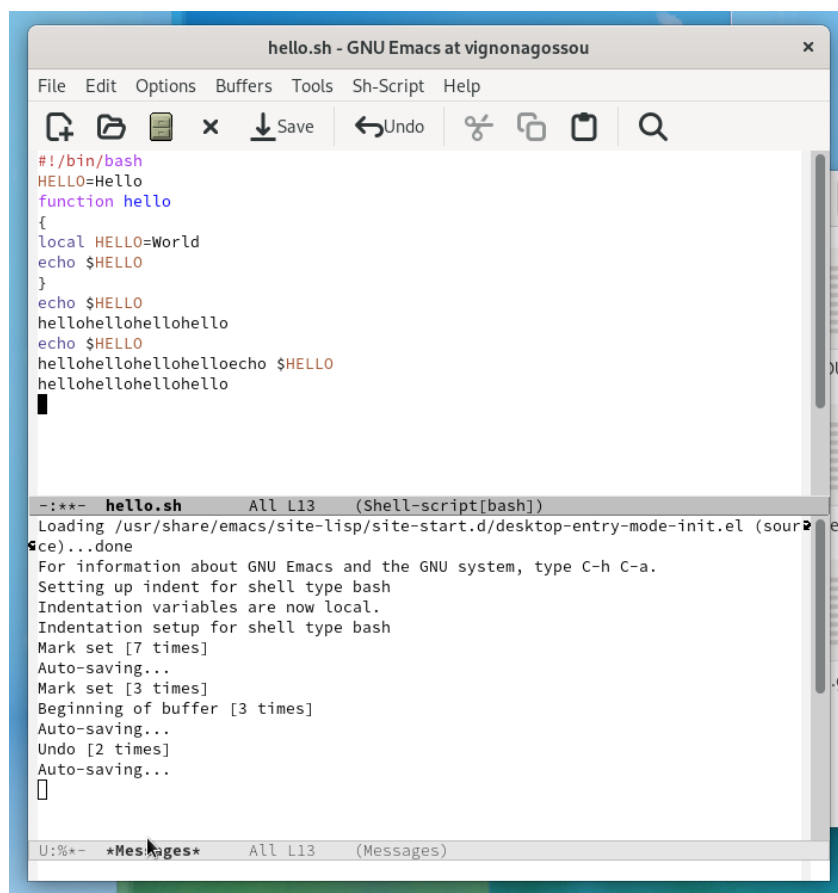 hello.sh - GNU Emacs at vignonagossou
File Edit Options Buffers Tools Sh-Script Help
Save Undo
#!/bin/bash
HELLO=Hello
function hello
{
local HELLO=World
echo $HELLO
}
echo $HELLO
hellohellohellohello
echo $HELLO
hellohellohellohelloecho $HELLO
hellohellohellohello
-:**- hello.sh All L13 (Shell-script[bash])
Loading /usr/share/emacs/site-lisp/site-start.d/desktop-entry-mode-init.el (sour
ce)...done
For information about GNU Emacs and the GNU system, type C-h C-a.
Setting up indent for shell type bash
Indentation variables are now local.
Indentation setup for shell type bash
Mark set [7 times]
Auto-saving...
Mark set [3 times]
Beginning of buffer [3 times]
Auto-saving...
Undo [2 times]
Auto-saving...
U:%*- *Messages* All L13 (Messages)